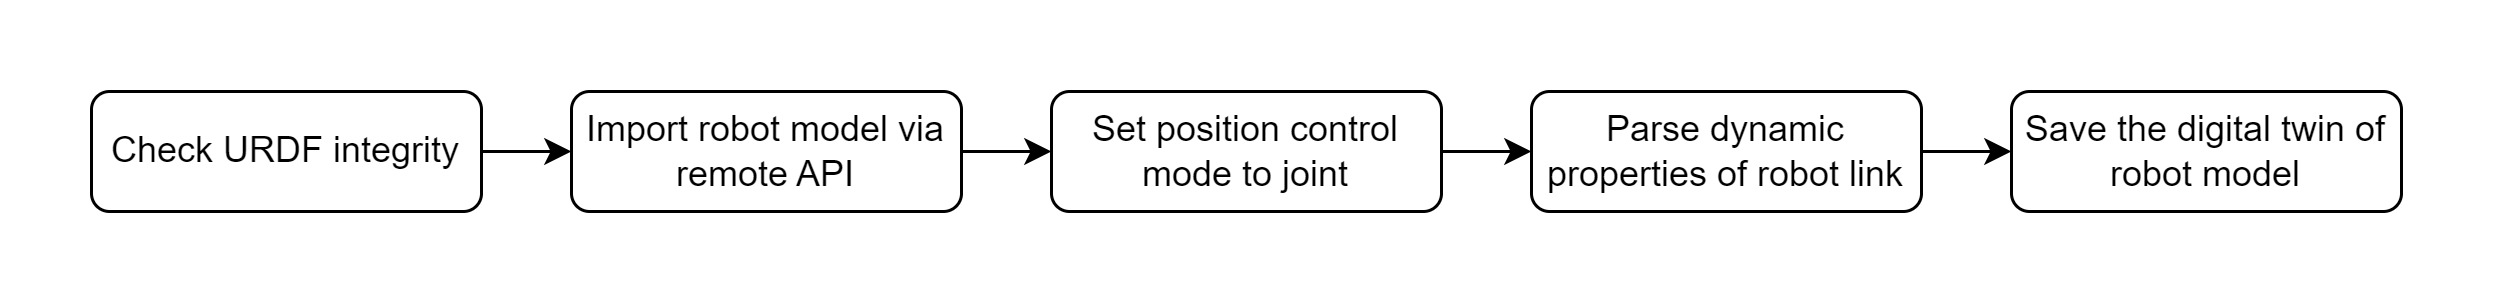 Check URDF integrity
Import robot model via
remote API
Set position control
mode to joint
Parse dynamic
properties of robot link
Save the digital twin of
robot model